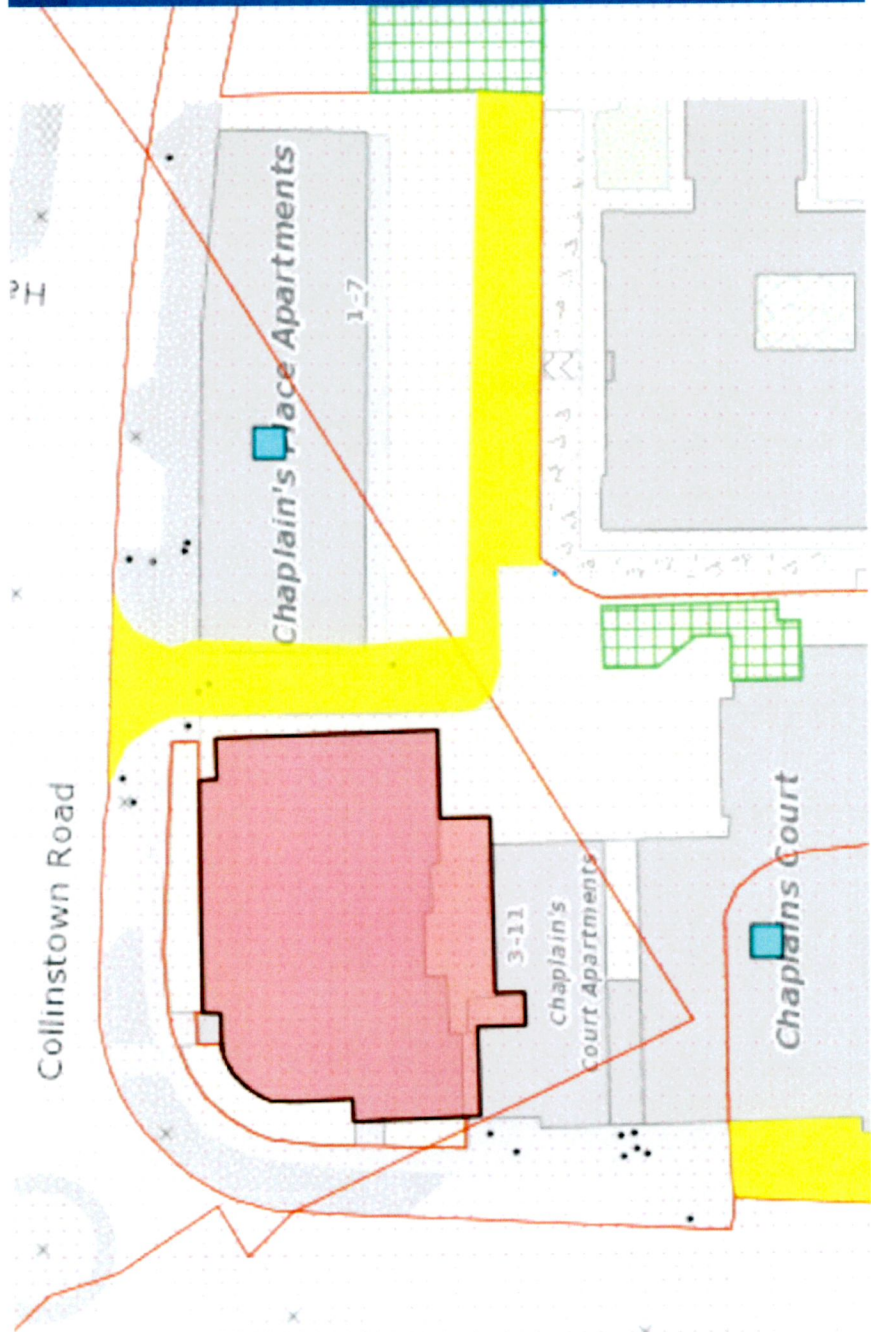 Chaplain's Place Apartments
1-7
Collinstown Road
3-11
Chaplain's
Court Apartments
Chaplains Court